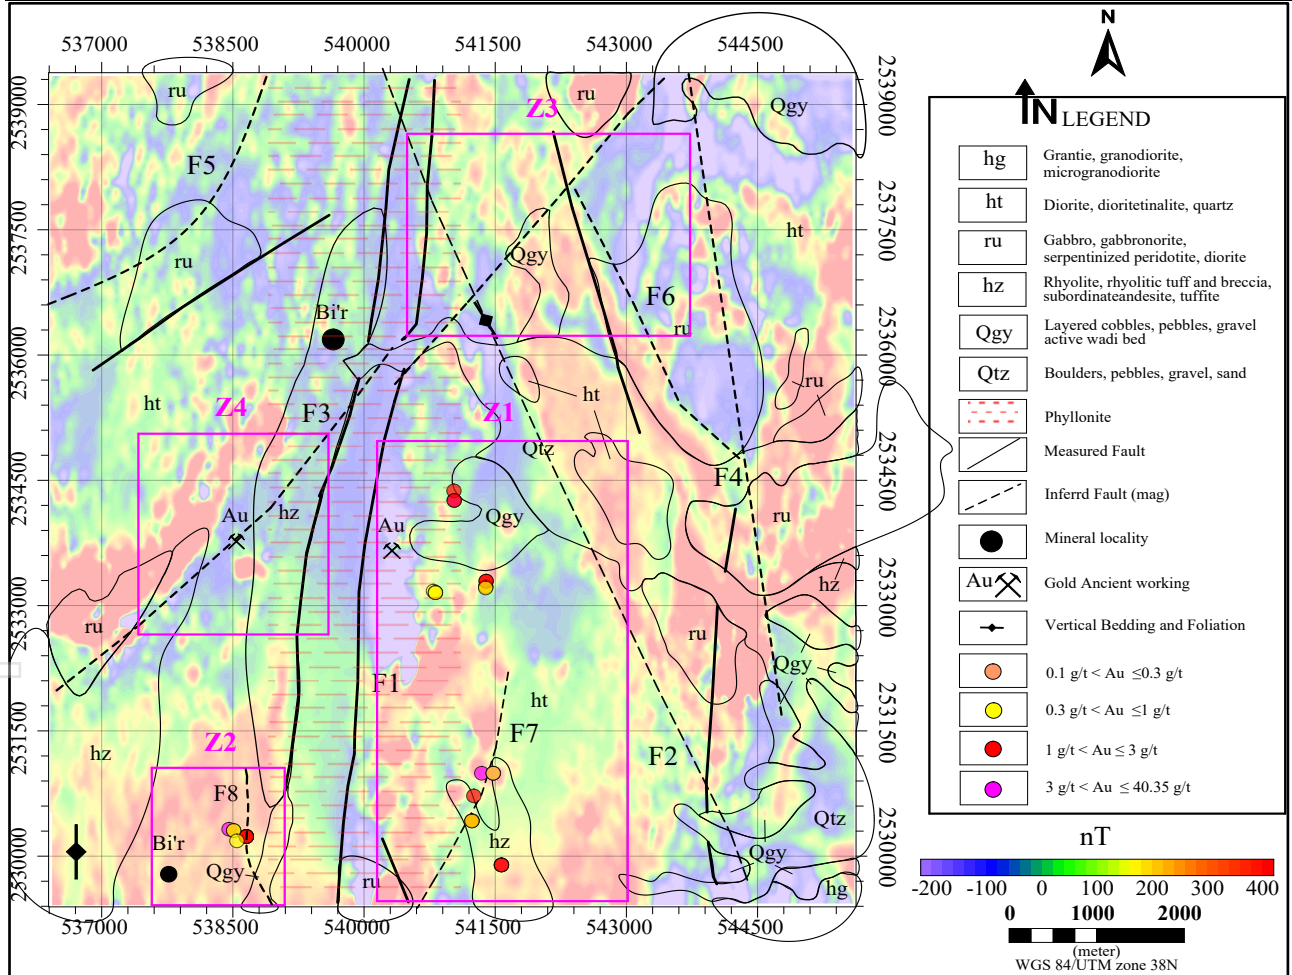 537000 538500 540000 541500 543000 544500
N
2539000
2537500
2536000
2534500
2533000
2531500
2530000
2539000
2537500
2536000
2534500
2533000
2531500
2530000
ru
ru
Qgy
Z3
F5
ht
ru
Qgy
F6
ru
Bi'r
ru
ht
ht
Z4
F3
Z1
Qtz
F4
Au
hz
Au
Qgy
ru
hz
ru
ru
Qgy
F1
ht
F7
F2
hz
Z2
F8
Bi'r
hz
Qtz
Qgy
Qgy
ru
hg
537000 538500 540000 541500 543000 544500
N LEGEND
hg Grantie, granodiorite,
microgranodiorite
ht Diorite, dioritetinalite, quartz
ru Gabbro, gabbronorite,
serpentinized peridotite, diorite
hz Rhyolite, rhyolitic tuff and breccia,
subordinateandesite, tuffite
Qgy Layered cobbles, pebbles, gravel
active wadi bed
Qtz Boulders, pebbles, gravel, sand
Phyllonite
Measured Fault
Inferrd Fault (mag)
Mineral locality
Au Gold Ancient working
Vertical Bedding and Foliation
0.1 g/t < Au ≤0.3 g/t
0.3 g/t < Au ≤1 g/t
1 g/t < Au ≤ 3 g/t
3 g/t < Au ≤ 40.35 g/t
nT
-200 -100 0 100 200 300 400
0 1000 2000
(meter)
WGS 84/UTM zone 38N